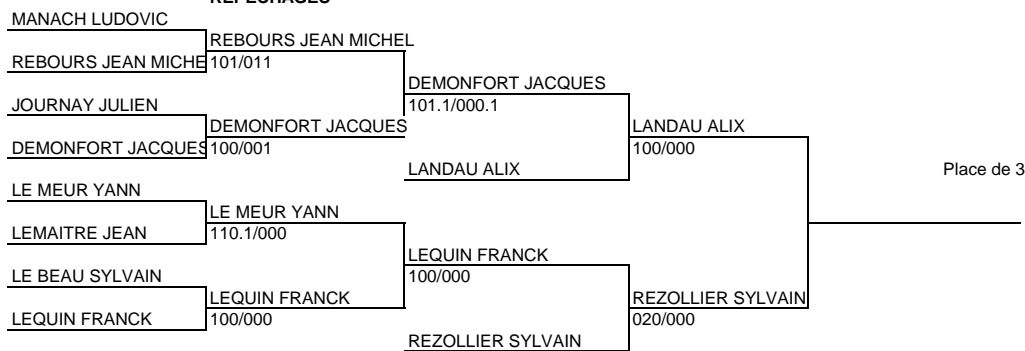 REPECHAGES
MANACH LUDOVIC
REBOURS JEAN MICHEL
REBOURS JEAN MICHE
101/011
DEMONFORT JACQUES
JOURNAY JULIEN
101.1/000.1
DEMONFORT JACQUES
LANDAU ALIX
DEMONFORT JACQUES
100/001
100/000
LANDAU ALIX
Place de 3
LE MEUR YANN
LE MEUR YANN
LEMAITRE JEAN
110.1/000
LEQUIN FRANCK
LE BEAU SYLVAIN
100/000
LEQUIN FRANCK
REZOLLIER SYLVAIN
LEQUIN FRANCK
100/000
020/000
REZOLLIER SYLVAIN